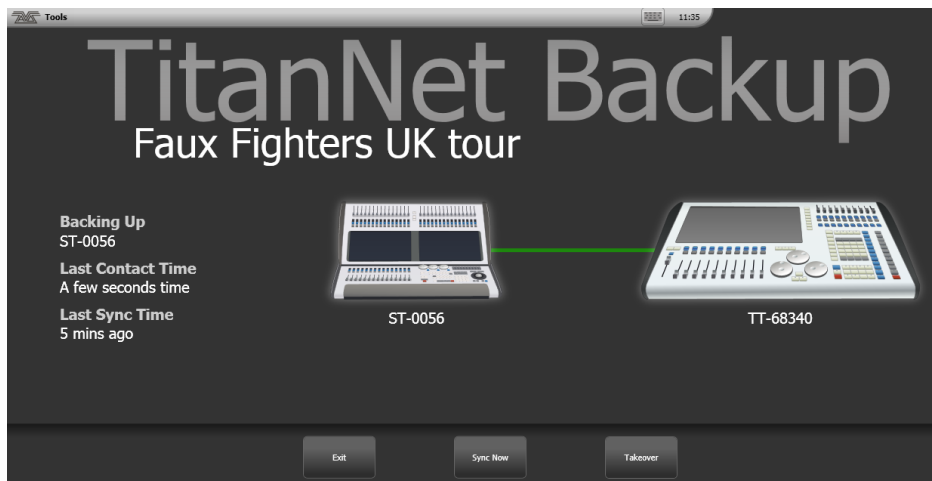 Tools
11:35
TitanNet Backup
Faux Fighters UK tour
Backing Up
ST-0056
Last Contact Time
A few seconds time
Last Sync Time
5 mins ago
ST-0056
TT-68340
Exit
Sync Now
Takeover